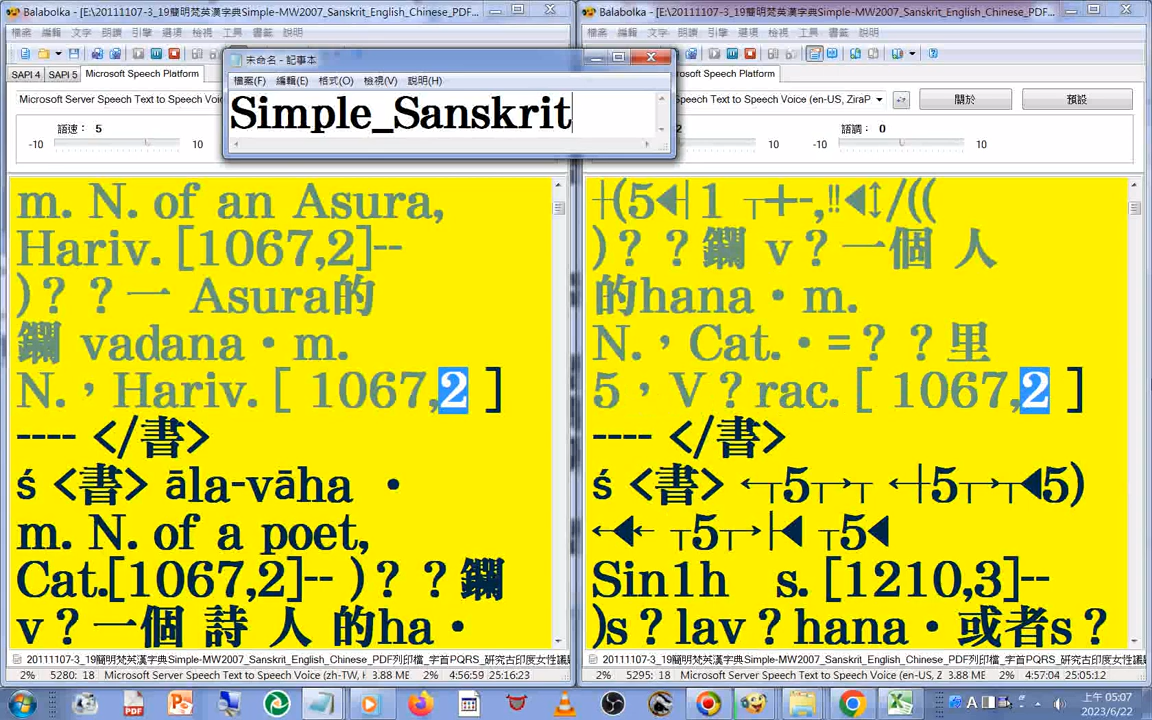 Balabolka - [E:\20111107-3_19簡明梵英漢字典Simple-MW2007_Sanskrit_English_Chinese_PDF...
檔案 編輯 文字 朗讀 引擎 選項 檢視 工具 書籤 說明
SAPI 4 SAPI 5 Microsoft Speech Platform
Microsoft Server Speech Text to Speech Voi
語速： 5
-10 10
m. N. of an Asura,
Hariv. [1067,2]--
)？？一 Asura的
鑭 vadana・m.
N.，Hariv. [ 1067,2 ]
---- </書>
ś <書> āla-vāha ・
m. N. of a poet,
Cat.[1067,2]-- )？？鑭
v？一個 詩 人 的ha・
20111107-3_19簡明梵英漢字典Simple-MW2007_Sanskrit_English_Chinese_PDF列印檔_字首PQRS_研究古印度女性議
2% 5280: 18 Microsoft Server Speech Text to Speech Voice (zh-TW, H 3.88 ME 2% 4:56:59 25:16:23
未命名 - 記事本
檔案(F) 編輯(E) 格式(O) 檢視(V) 說明(H)
Simple_Sanskrit
Balabolka - [E:\20111107-3_19簡明梵英漢字典Simple-MW2007_Sanskrit_English_Chinese_PDF...
檔案 編輯 文字 朗讀 引擎 選項 檢視 工具 書籤 說明
osoft Speech Platform
Speech Text to Speech Voice (en-US, ZiraP 關於 預設
2 語調： 0
10 -10 10
┼(5◄┤1 ┬┼-,‼◄↕/((
)？？鑭 v？一個 人
的hana・m.
N.，Cat.・=？？里
5，V？rac. [ 1067,2 ]
---- </書>
ś <書> ←┬5┬→┬ ←┼5┬→┬◄5)
←◄← ┬5┬→├◄ ┬5◄
Sin1h s. [1210,3]--
)s？lav？hana・或者s？
20111107-3_19簡明梵英漢字典Simple-MW2007_Sanskrit_English_Chinese_PDF列印檔_字首PQRS_研究古印度女性議
2% 5295: 18 Microsoft Server Speech Text to Speech Voice (en-US, Z 3.88 ME 2% 4:57:04 25:05:12
上午 05:07
2023/6/22